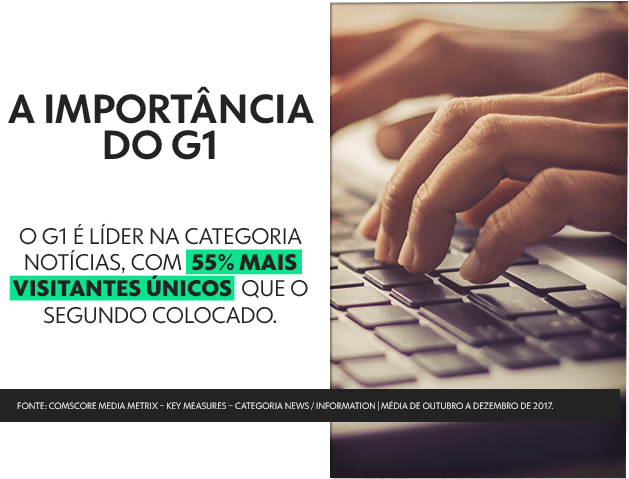 A IMPORTÂNCIA
DO G1
O G1 É LÍDER NA CATEGORIA
NOTÍCIAS, COM 55% MAIS
VISITANTES ÚNICOS QUE O
SEGUNDO COLOCADO.
FONTE: COMSCORE MEDIA METRIX – KEY MEASURES – CATEGORIA NEWS / INFORMATION | MÉDIA DE OUTUBRO A DEZEMBRO DE 2017.